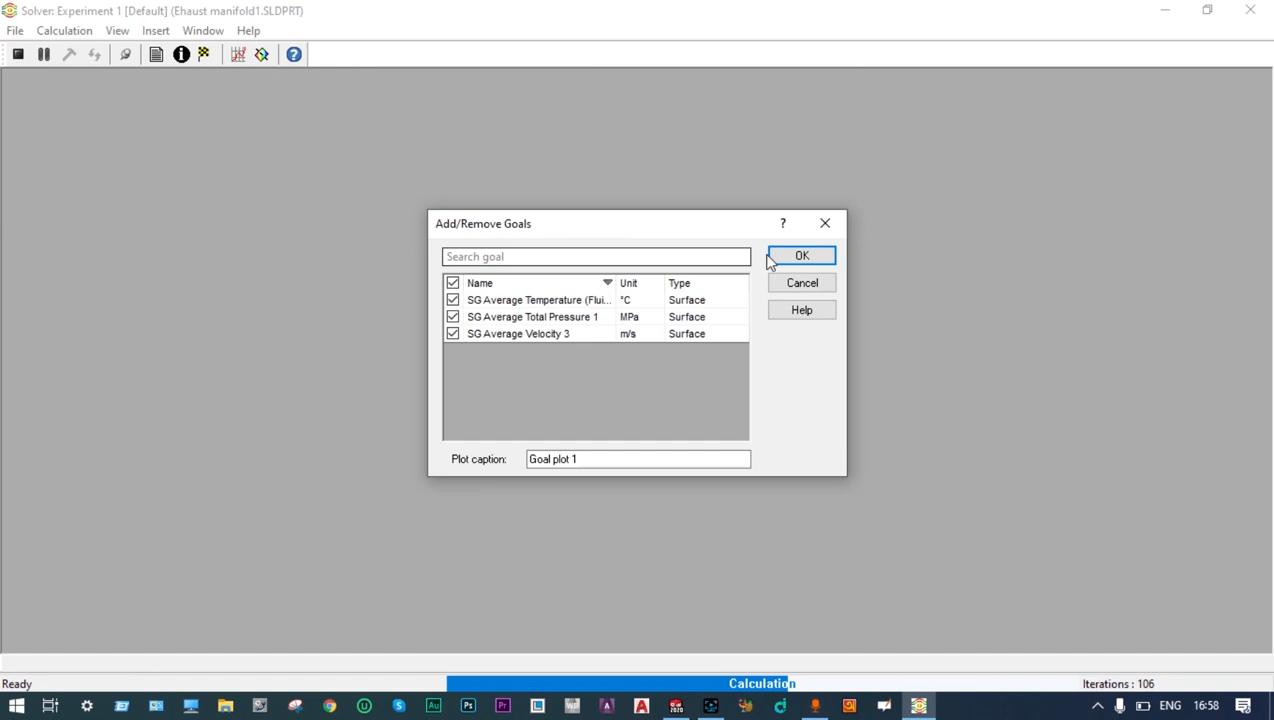 Solver: Experiment 1 [Default] (Ehaust manifold1.SLDPRT)
File Calculation View Insert Window Help
Add/Remove Goals ?
Search goal
OK
Name Unit Type
Cancel
SG Average Temperature (Flui... °C Surface
Help
SG Average Total Pressure 1 MPa Surface
SG Average Velocity 3 m/s Surface
Plot caption: Goal plot 1
Ready Calculation Iterations : 106
ENG 16:58